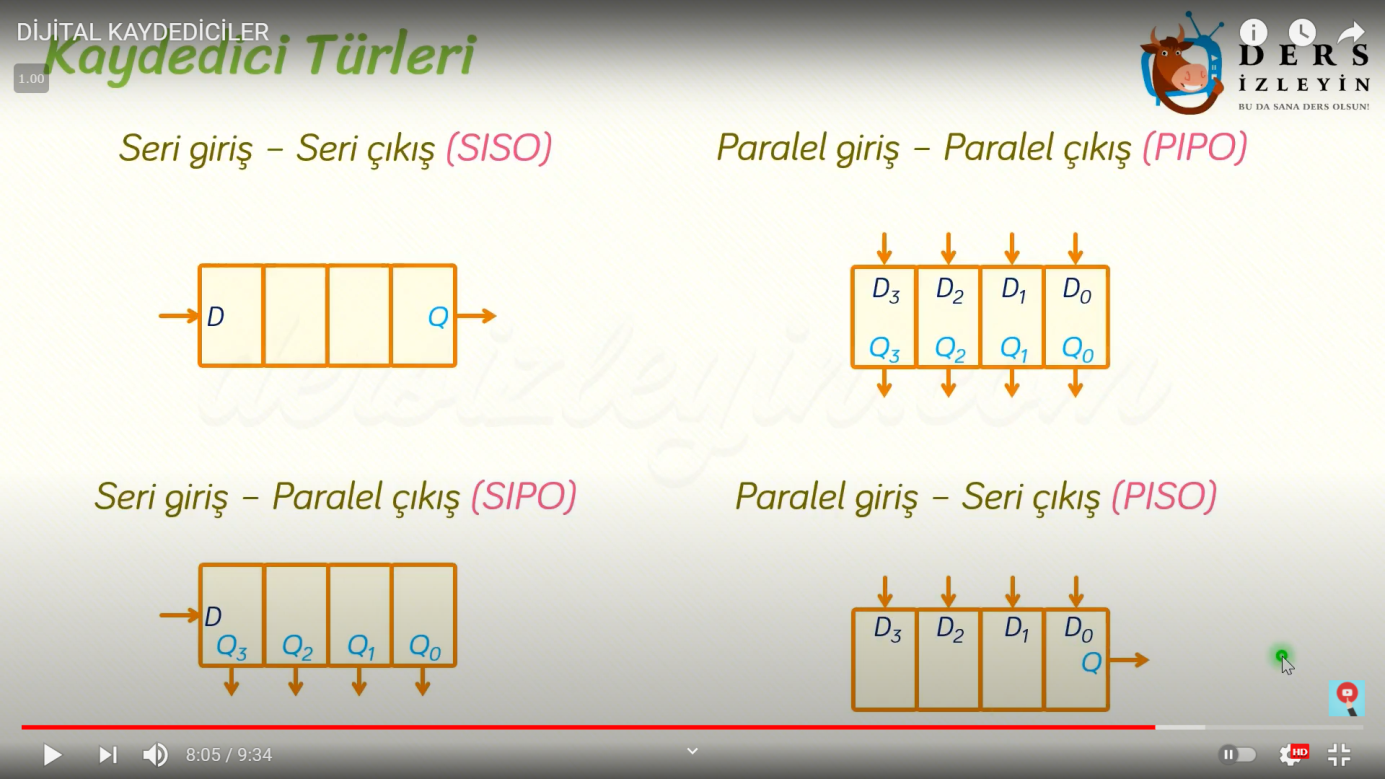 DİJİTAL KAYDEDİCİLER
Kaydedici Türleri
1.00
DERS
İZLEYİN
BU DA SANA DERS OLSUN!
Seri giriş – Seri çıkış (SISO)
D Q
Paralel giriş – Paralel çıkış (PIPO)
D3 D2 D1 D0
Q3 Q2 Q1 Q0
dersizleyin.com
Seri giriş – Paralel çıkış (SIPO)
D
Q3 Q2 Q1 Q0
Paralel giriş – Seri çıkış (PISO)
D3 D2 D1 D0
Q
8:05 / 9:34
HD